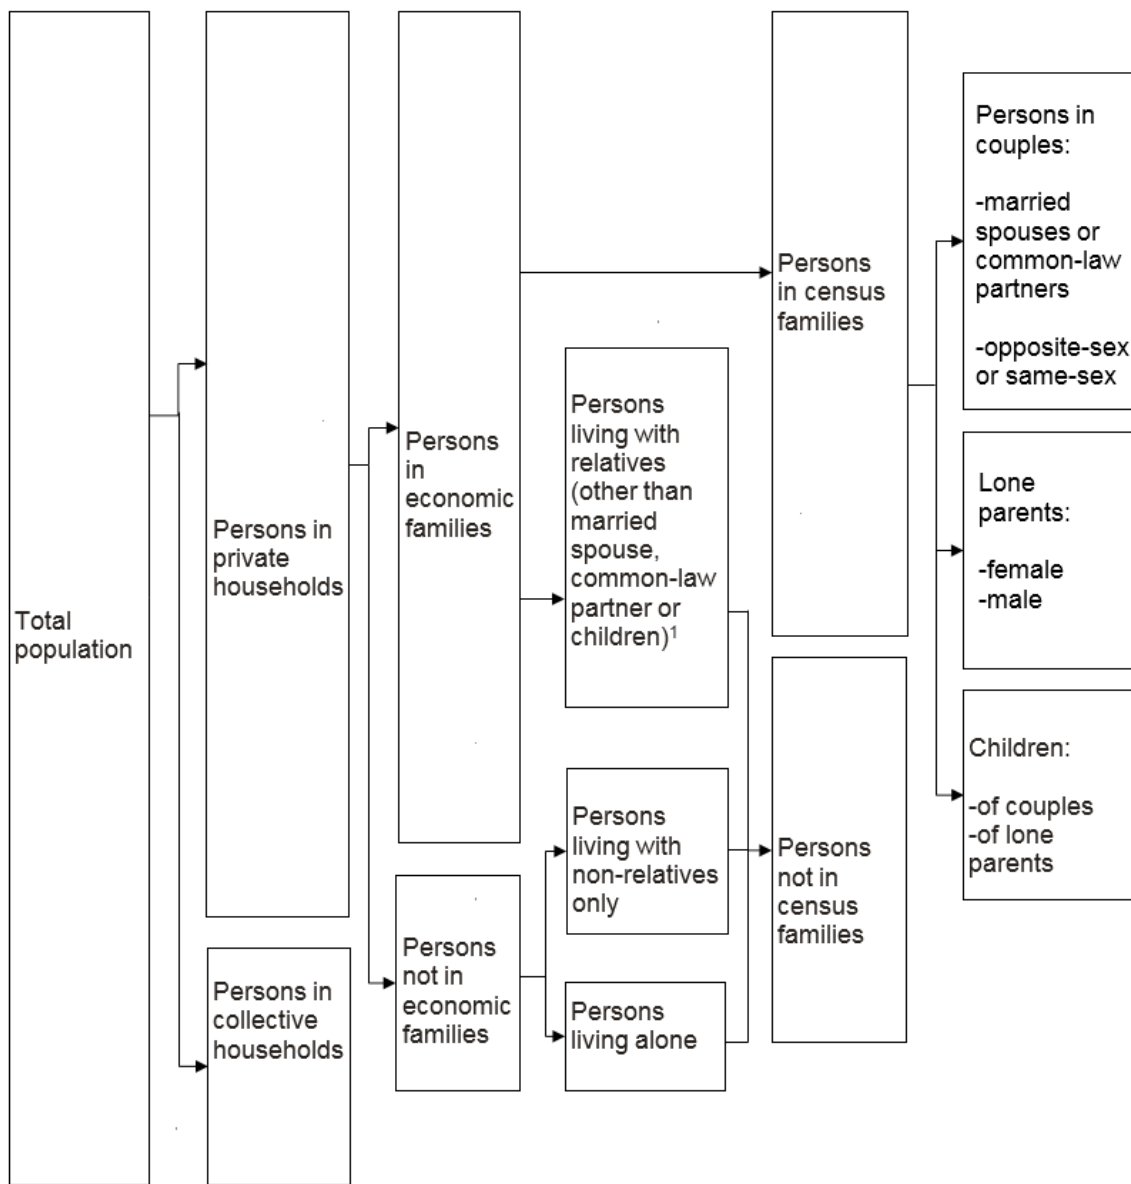 Total
population
Persons in
private
households
Persons in
collective
households
Persons
in
economic
families
Persons
not in
economic
families
Persons
living with
relatives
(other than
married
spouse,
common-law
partner or
children)¹
Persons
living with
non-relatives
only
Persons
living alone
Persons
in census
families
Persons
not in
census
families
Persons in
couples:
-married
spouses or
common-law
partners
-opposite-sex
or same-sex
Lone
parents:
-female
-male
Children:
-of couples
-of lone
parents